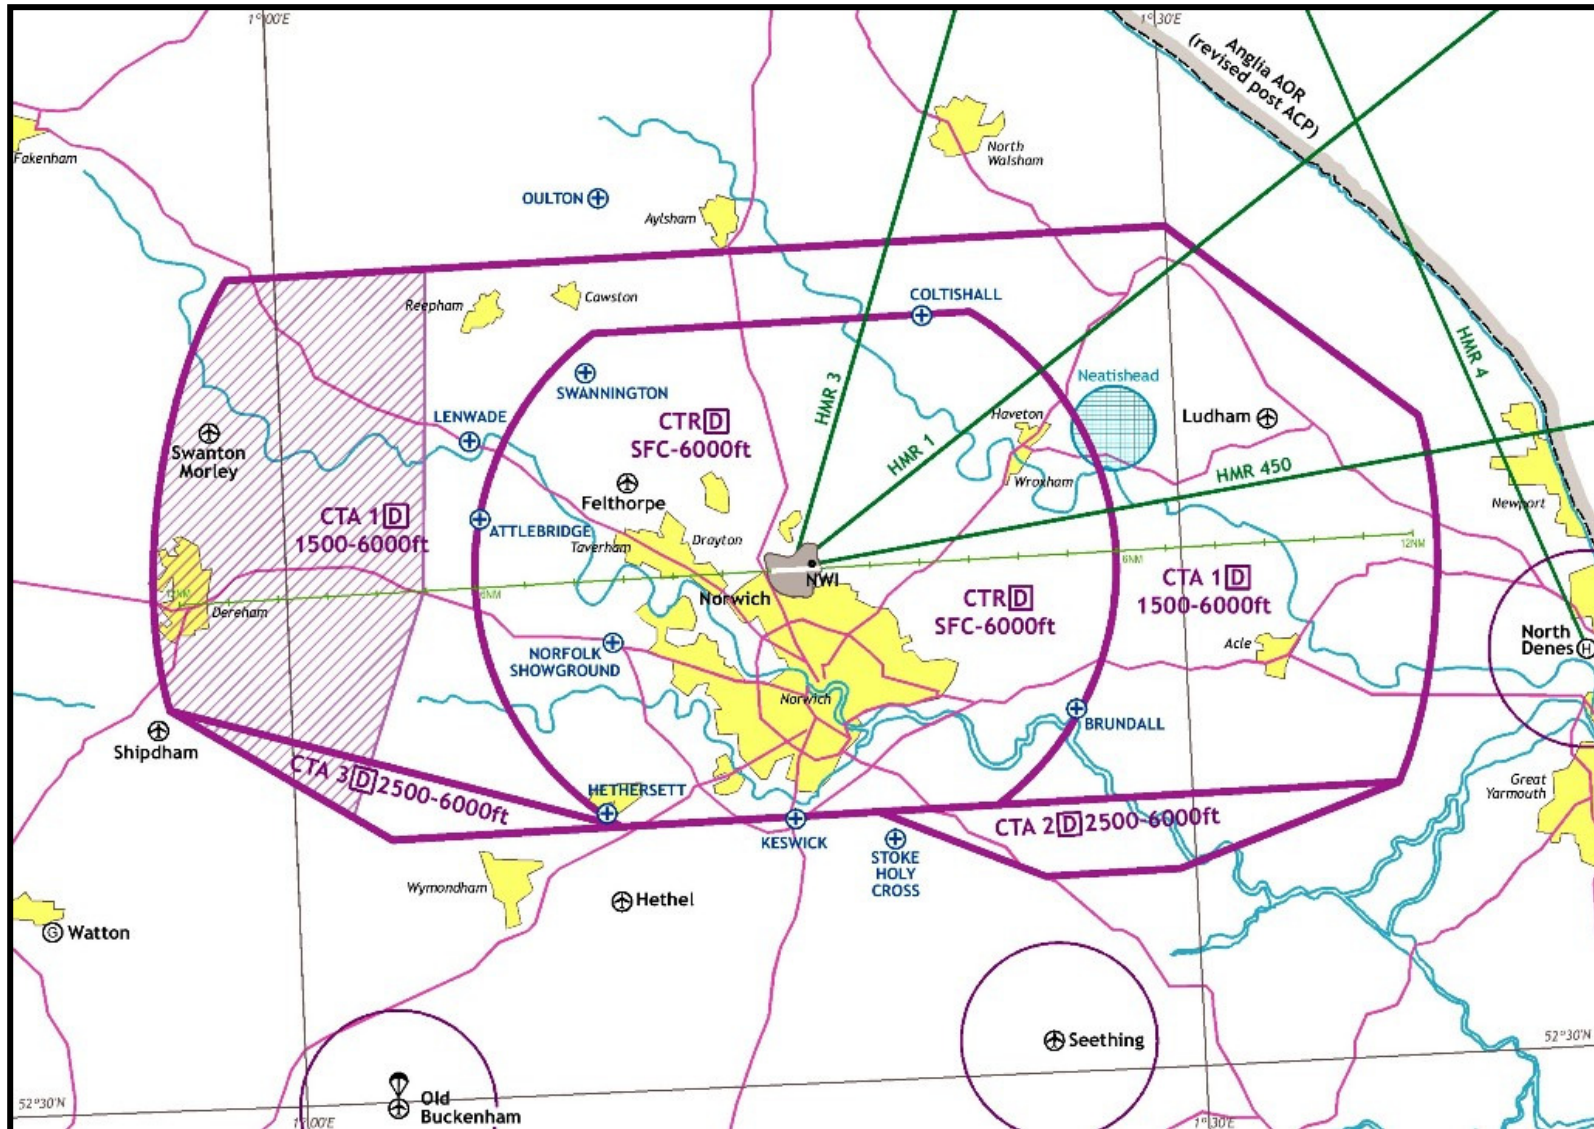 1°00'E
1°30'E
Anglia AOR
(revised post ACP)
Fakenham
North
Walsham
OULTON
Aylsham
Reepham
Cawston
COLTISHALL
HMR 4
HMR 3
Neatishead
SWANNINGTON
LENWADE
CTR D
SFC-6000ft
Haveton
Ludham
Swanton
Morley
HMR 1
HMR 450
Wroxham
Felthorpe
Newport
CTA 1 D
1500-6000ft
ATTLEBRIDGE
Taverham
Drayton
12NM
6NM
NWI
Norwich
CTA 1 D
1500-6000ft
CTR D
SFC-6000ft
12NM
6NM
Dereham
NORFOLK
SHOWGROUND
Acle
North
Denes
H
Norwich
BRUNDALL
Shipdham
CTA 3 D 2500-6000ft
HETHERSETT
Great
Yarmouth
KESWICK
CTA 2 D 2500-6000ft
STOKE
HOLY
CROSS
Wymondham
Hethel
G Watton
Seething
52°30'N
Old
Buckenham
52°30'N
1°00'E
1°30'E